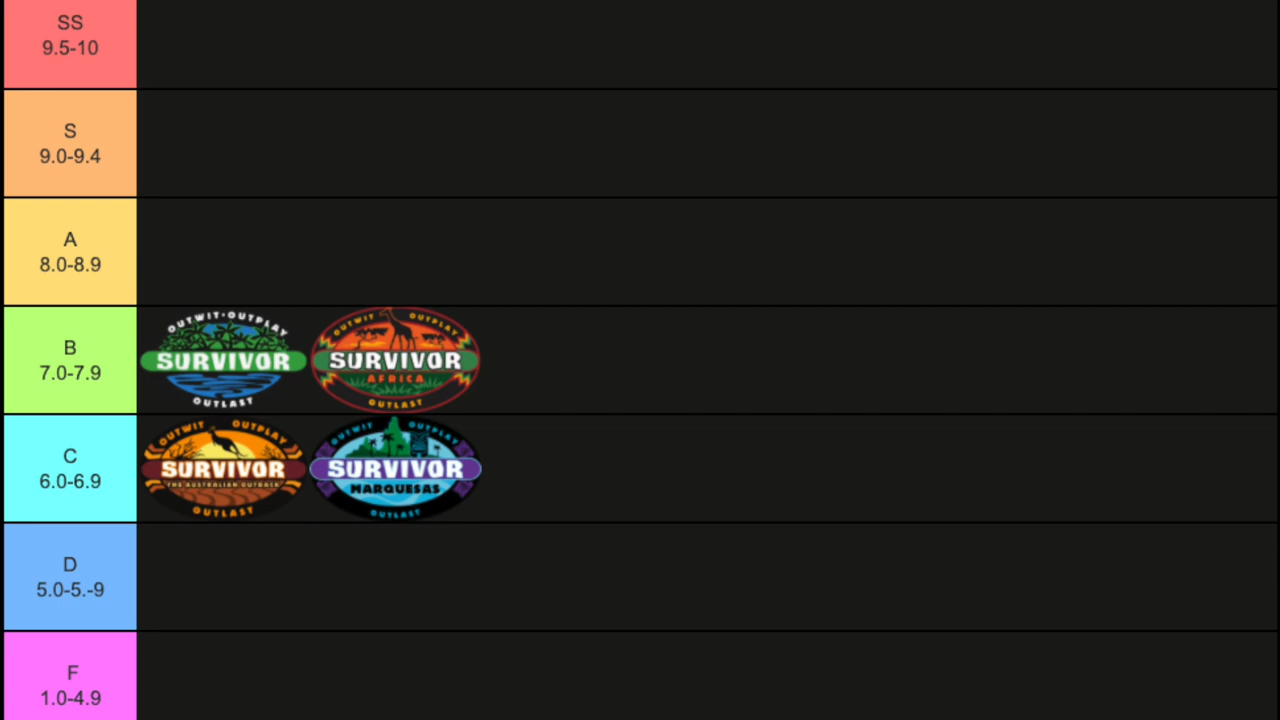 SS
9.5-10
S
9.0-9.4
A
8.0-8.9
B
7.0-7.9
OUTWIT·OUTPLAY
SURVIVOR
OUTLAST
OUTWIT OUTPLAY
SURVIVOR
AFRICA
OUTLAST
C
6.0-6.9
OUTWIT OUTPLAY
SURVIVOR
THE AUSTRALIAN OUTBACK
OUTLAST
OUTWIT OUTPLAY
SURVIVOR
MARQUESAS
OUTLAST
D
5.0-5.-9
F
1.0-4.9